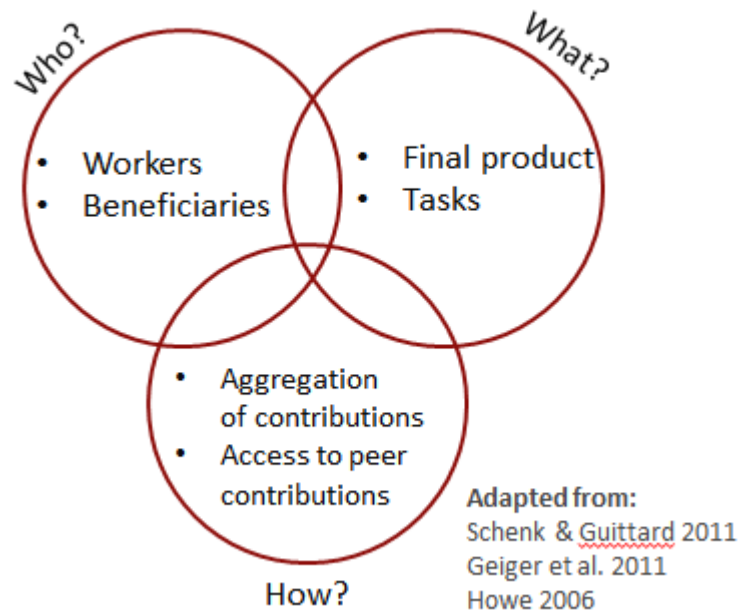 Who?
What?
• Workers
• Beneficiaries
• Final product
• Tasks
• Aggregation
of contributions
• Access to peer
contributions
How?
Adapted from:
Schenk & Guittard 2011
Geiger et al. 2011
Howe 2006